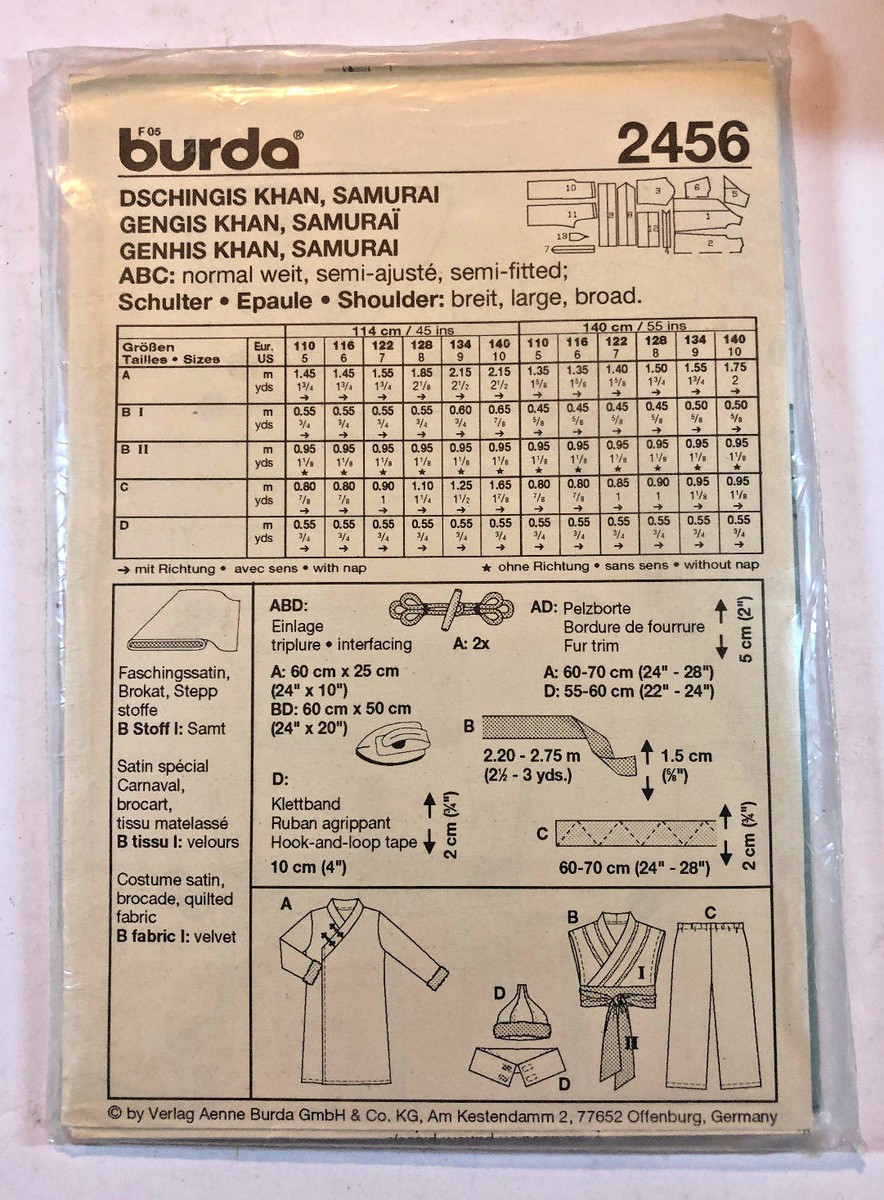 F 05
burda®
2456
DSCHINGIS KHAN, SAMURAI
GENGIS KHAN, SAMURAÏ
GENHIS KHAN, SAMURAI
ABC: normal weit, semi-ajusté, semi-fitted;
Schulter • Epaule • Shoulder: breit, large, broad.
10
11
13
7
3
6
5
1
2
12
4
114 cm / 45 ins 140 cm / 55 ins
Größen Eur. 110 116 122 128 134 140 110 116 122 128 134 140
Tailles • Sizes US 5 6 7 8 9 10 5 6 7 8 9 10
A m 1.45 1.45 1.55 1.85 2.15 2.15 1.35 1.35 1.40 1.50 1.55 1.75
yds 1¾ 1¾ 1¾ 2⅛ 2½ 2½ 1⅝ 1⅝ 1⅝ 1¾ 1¾ 2
→ → → → → → → → → → → →
B I m 0.55 0.55 0.55 0.55 0.60 0.65 0.45 0.45 0.45 0.45 0.50 0.50
yds ¾ ¾ ¾ ¾ ¾ ⅞ ⅝ ⅝ ⅝ ⅝ ⅝ ⅝
→ → → → → → → → → → → →
B II m 0.95 0.95 0.95 0.95 0.95 0.95 0.95 0.95 0.95 0.95 0.95 0.95
yds 1⅛ 1⅛ 1⅛ 1⅛ 1⅛ 1⅛ 1⅛ 1⅛ 1⅛ 1⅛ 1⅛ 1⅛
★ ★ ★ ★ ★ ★ ★ ★ ★ ★ ★ ★
C m 0.80 0.80 0.90 1.10 1.25 1.65 0.80 0.80 0.85 0.90 0.95 0.95
yds ⅞ ⅞ 1 1¼ 1½ 1⅞ ⅞ ⅞ 1 1 1⅛ 1⅛
→ → → → → → → → → → → →
D m 0.55 0.55 0.55 0.55 0.55 0.55 0.55 0.55 0.55 0.55 0.55 0.55
yds ¾ ¾ ¾ ¾ ¾ ¾ ¾ ¾ ¾ ¾ ¾ ¾
→ → → → → → → → → → → →
→ mit Richtung • avec sens • with nap ★ ohne Richtung • sans sens • without nap
Faschingssatin,
Brokat, Stepp
stoffe
B Stoff I: Samt
Satin spécial
Carnaval,
brocart,
tissu matelassé
B tissu I: velours
Costume satin,
brocade, quilted
fabric
B fabric I: velvet
ABD:
Einlage
triplure • interfacing
A: 60 cm x 25 cm
(24" x 10")
BD: 60 cm x 50 cm
(24" x 20")
A: 2x
AD: Pelzborte
Bordure de fourrure
Fur trim
5 cm (2")
A: 60-70 cm (24" - 28")
D: 55-60 cm (22" - 24")
B
2.20 - 2.75 m
(2½ - 3 yds.)
1.5 cm
(⅝")
D:
Klettband
Ruban agrippant
Hook-and-loop tape
2 cm (¾")
10 cm (4")
C
2 cm (¾")
60-70 cm (24" - 28")
A
D
D
B
I
II
C
© by Verlag Aenne Burda GmbH & Co. KG, Am Kestendamm 2, 77652 Offenburg, Germany